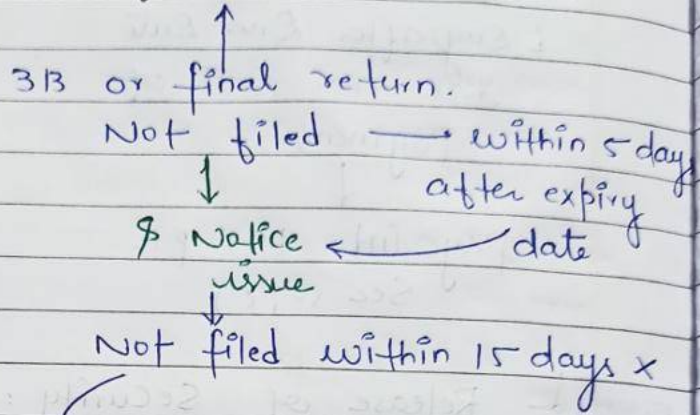 3B or final return.
Not filed → within 5 days
after expiry
$ Notice ← date
issue
Not filed within 15 days x